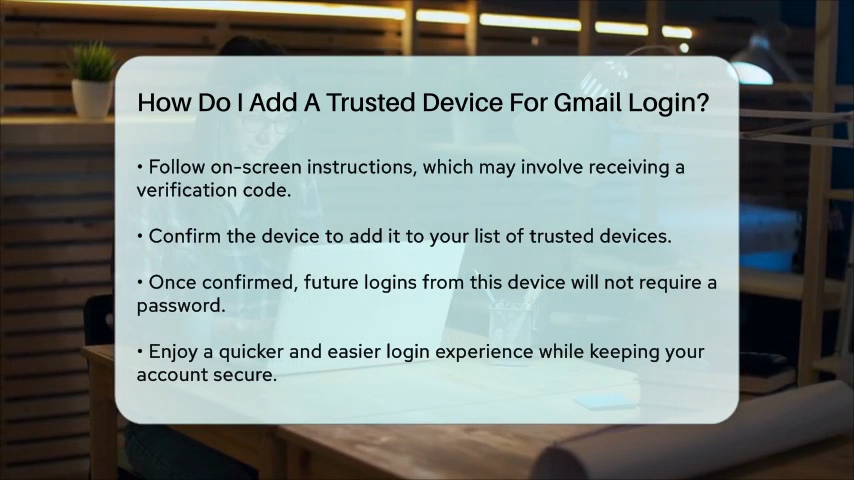 How Do I Add A Trusted Device For Gmail Login?
• Follow on-screen instructions, which may involve receiving a
verification code.
• Confirm the device to add it to your list of trusted devices.
• Once confirmed, future logins from this device will not require a
password.
• Enjoy a quicker and easier login experience while keeping your
account secure.